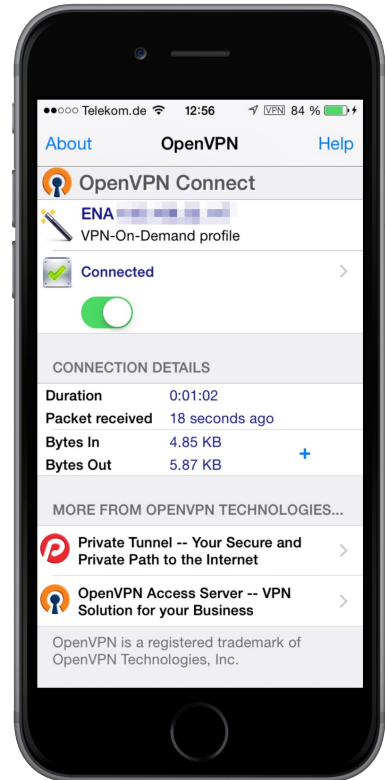 Telekom.de 12:56 VPN 84 %
About OpenVPN Help
OpenVPN Connect
ENA
VPN-On-Demand profile
Connected
CONNECTION DETAILS
Duration 0:01:02
Packet received 18 seconds ago
Bytes In 4.85 KB
+
Bytes Out 5.87 KB
MORE FROM OPENVPN TECHNOLOGIES...
Private Tunnel -- Your Secure and
Private Path to the Internet
OpenVPN Access Server -- VPN
Solution for your Business
OpenVPN is a registered trademark of
OpenVPN Technologies, Inc.